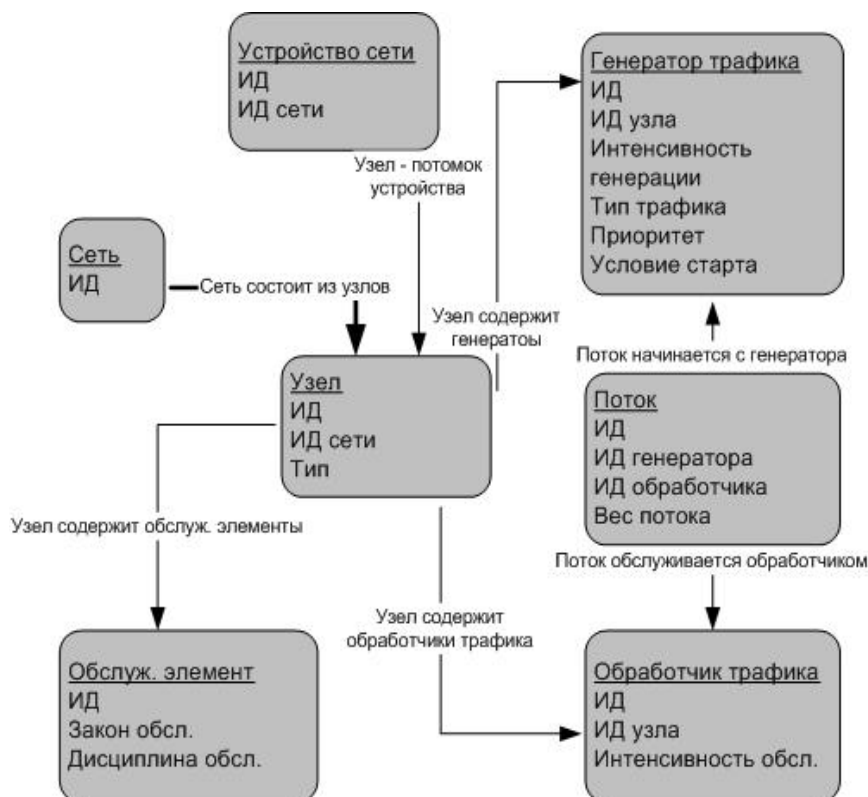 Устройство сети
ИД
ИД сети
Генератор трафика
ИД
ИД узла
Интенсивность
генерации
Тип трафика
Приоритет
Условие старта
Узел - потомок
устройства
Сеть
ИД
Сеть состоит из узлов
Узел содержит
генератоы
Поток начинается с генератора
Узел
ИД
ИД сети
Тип
Поток
ИД
ИД генератора
ИД обработчика
Вес потока
Узел содержит обслуж. элементы
Поток обслуживается обработчиком
Узел содержит
обработчики трафика
Обслуж. элемент
ИД
Закон обсл.
Дисциплина обсл.
Обработчик трафика
ИД
ИД узла
Интенсивность обсл.